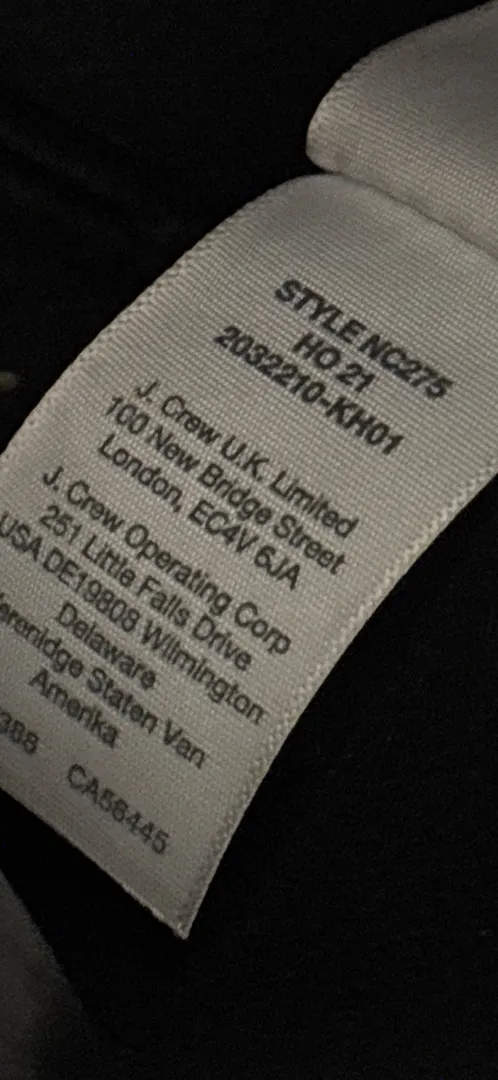 STYLE NC275
HO 21
2032210-KH01
J. Crew U.K. Limited
100 New Bridge Street
London, EC4V 6JA
J. Crew Operating Corp
251 Little Falls Drive
USA DE19808 Wilmington
Delaware
Staten Van
Amerika
388 CA56445